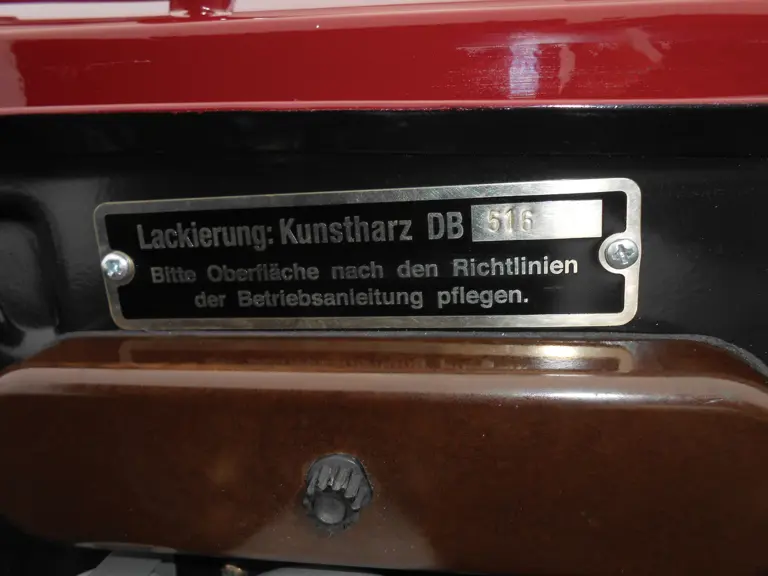 Lackierung: Kunstharz DB 516
Bitte Oberfläche nach den Richtlinien
der Betriebsanleitung pflegen.